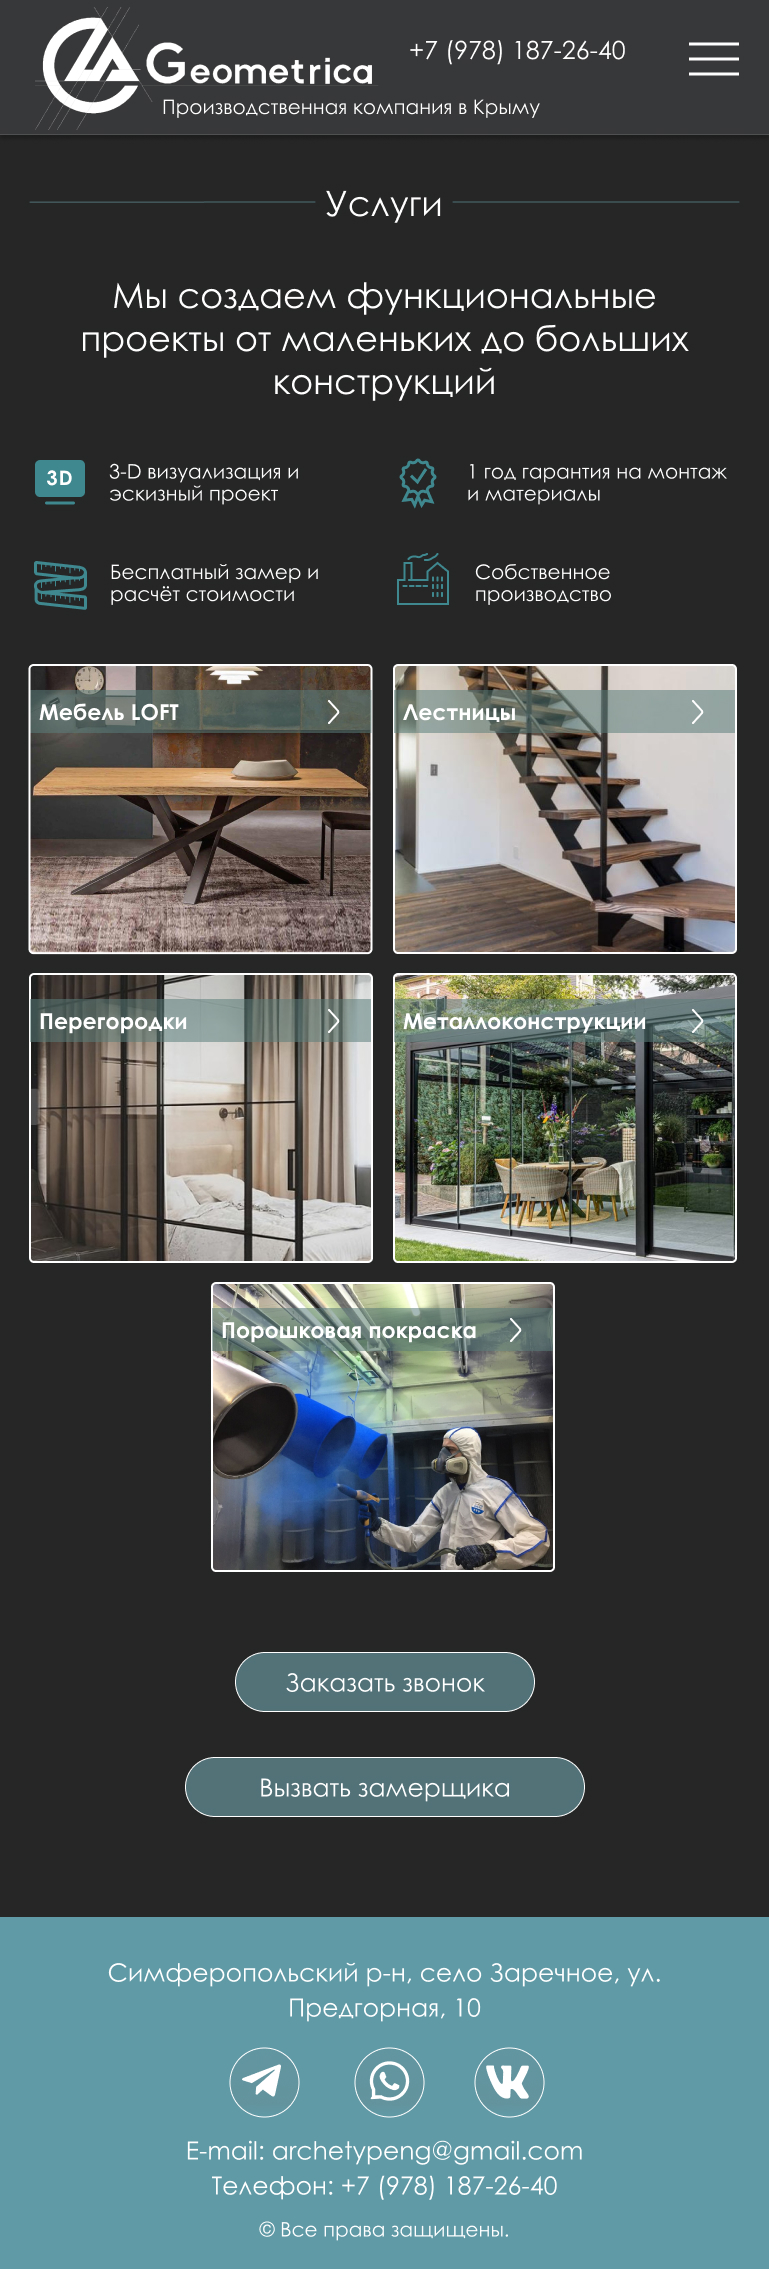 Geometrica
+7 (978) 187-26-40
Производственная компания в Крыму
Услуги
Мы создаем функциональные
проекты от маленьких до больших
конструкций
3D
3-D визуализация и
эскизный проект
1 год гарантия на монтаж
и материалы
Бесплатный замер и
расчёт стоимости
Собственное
производство
Мебель LOFT
Лестницы
Перегородки
Металлоконструкции
Порошковая покраска
Заказать звонок
Вызвать замерщика
Симферопольский р-н, село Заречное, ул.
Предгорная, 10
E-mail: archetypeng@gmail.com
Телефон: +7 (978) 187-26-40
© Все права защищены.